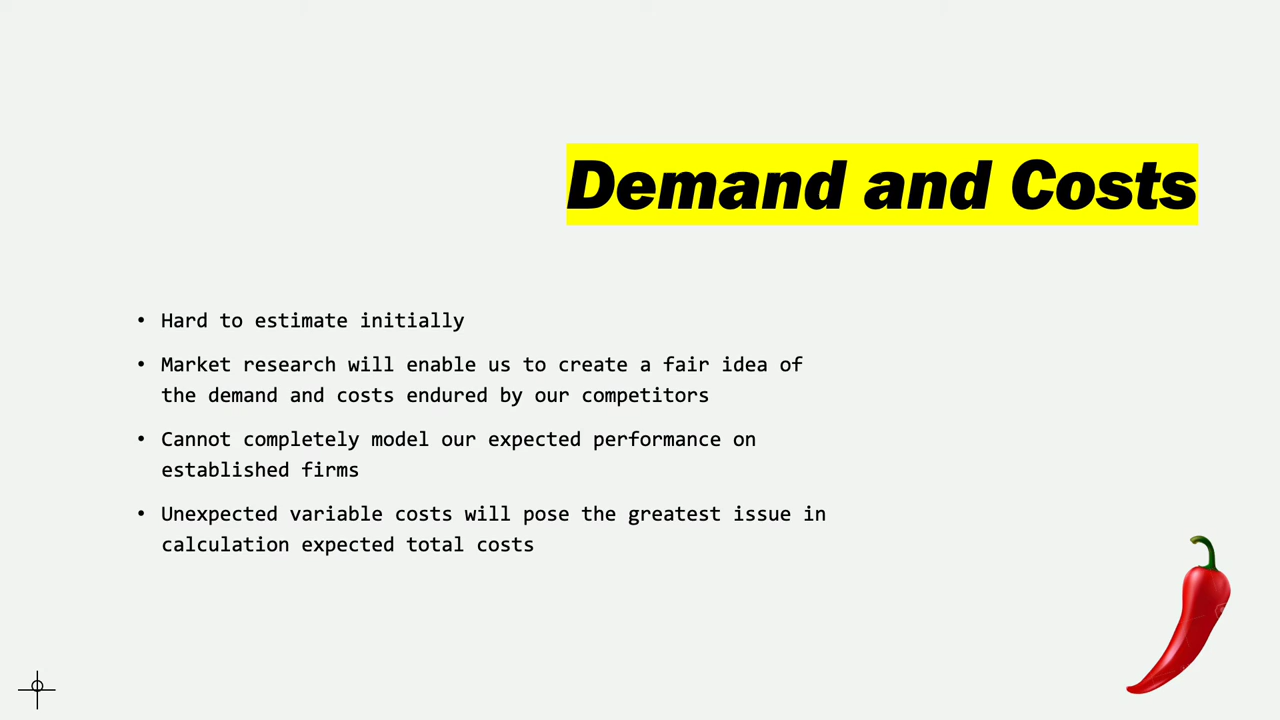 Demand and Costs
• Hard to estimate initially
• Market research will enable us to create a fair idea of
the demand and costs endured by our competitors
• Cannot completely model our expected performance on
established firms
• Unexpected variable costs will pose the greatest issue in
calculation expected total costs